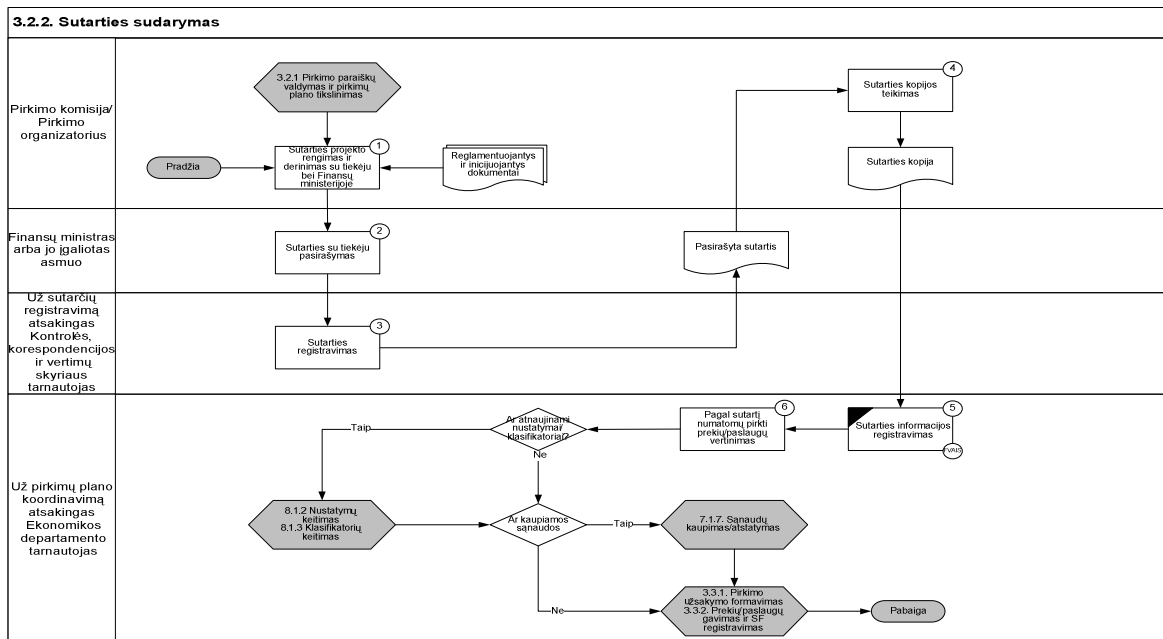 3.2.2. Sutarties sudarymas
Pirkimo komisija/
Pirkimo
organizatorius
3.2.1 Pirkimo paraiškų
valdymas ir pirkimų
plano tikslinimas
Pradžia
1
Sutarties projekto
rengimas ir
derinimas su tiekėju
bei Finansų
ministerijoje
Reglamentuojantys
ir inicijuojantys
dokumentai
4
Sutarties kopijos
teikimas
Sutarties kopija
Finansų ministras
arba jo įgaliotas
asmuo
2
Sutarties su tiekėju
pasirašymas
Pasirašyta sutartis
Už sutarčių
registravimą
atsakingas
Kontrolės,
korespondencijos
ir vertimų
skyriaus
tarnautojas
3
Sutarties
registravimas
Už pirkimų plano
koordinavimą
atsakingas
Ekonomikos
departamento
tarnautojas
5
Sutarties informacijos
registravimas
FVAIS
6
Pagal sutartį
numatomų pirkti
prekių/paslaugų
vertinimas
Ar atnaujinami
nustatymai/
klasifikatoriai?
Taip
Ne
8.1.2 Nustatymų
keitimas
8.1.3 Klasifikatorių
keitimas
Ar kaupiamos
sąnaudos
Taip
7.1.7. Sąnaudų
kaupimas/atstatymas
Ne
3.3.1. Pirkimo
užsakymo formavimas
3.3.2. Prekių/paslaugų
gavimas ir SF
registravimas
Pabaiga